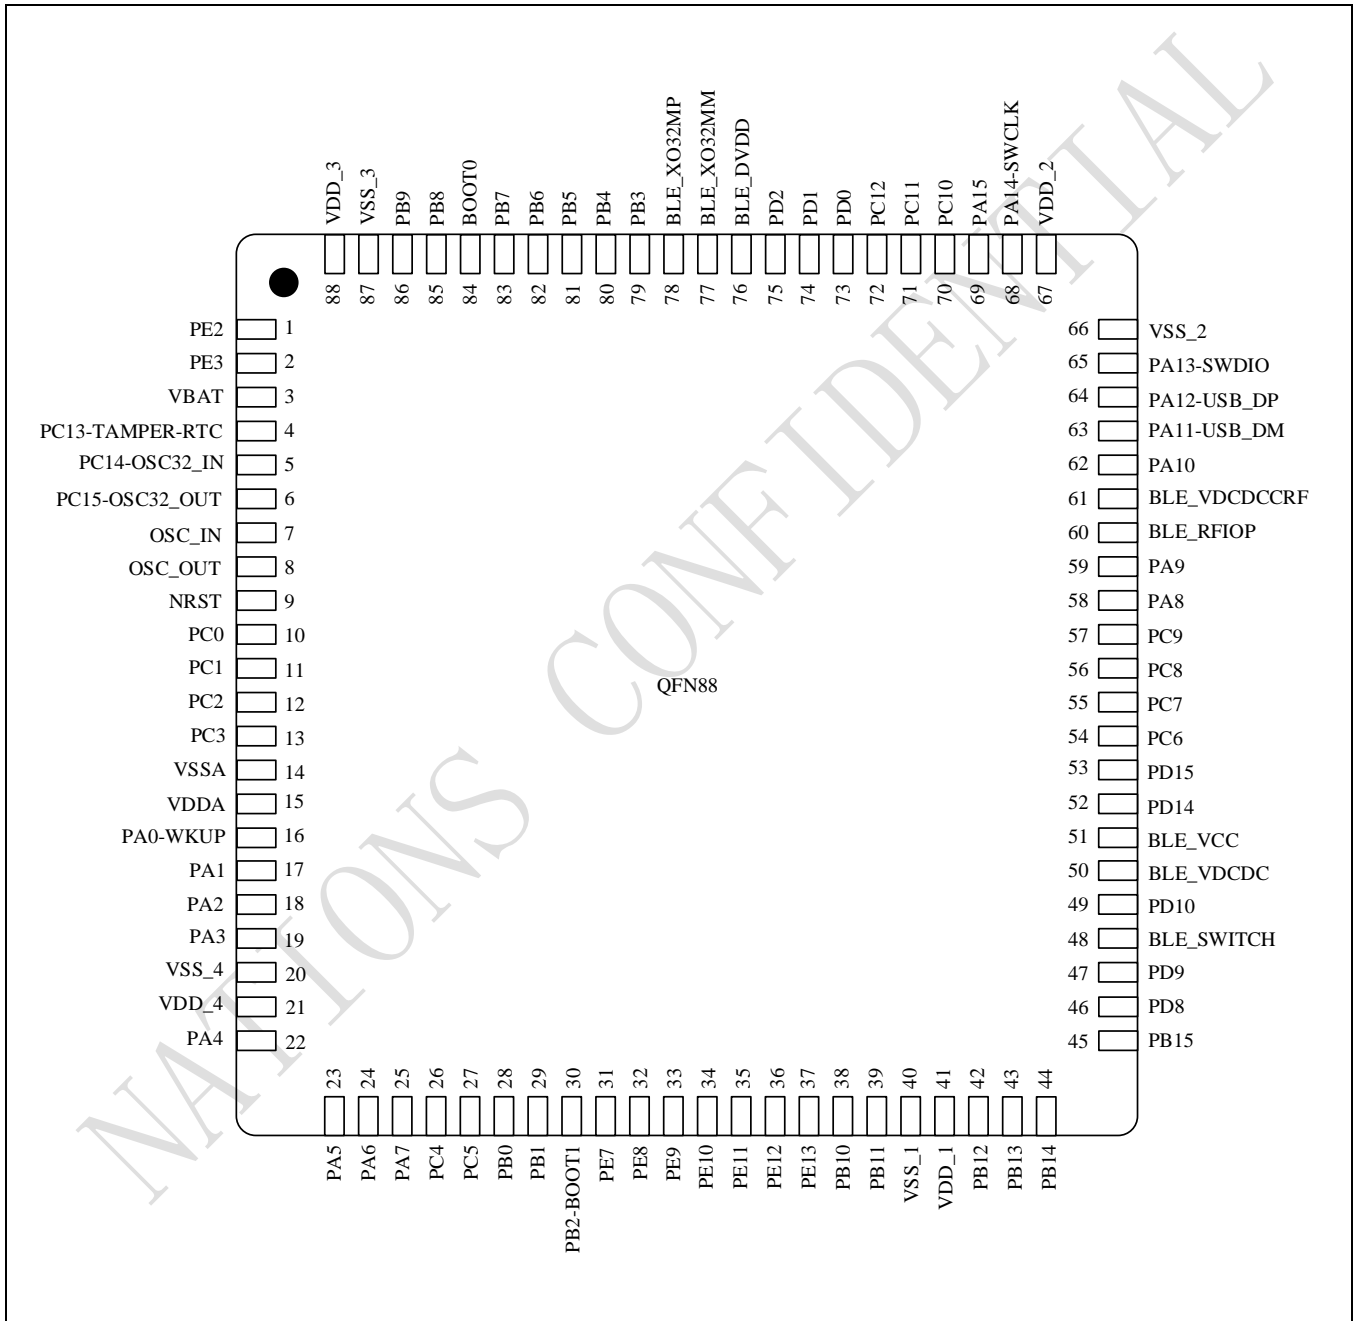 VDD_3
VSS_3
PB9
PB8
BOOT0
PB7
PB6
PB5
PB4
PB3
BLE_XO32MP
BLE_XO32MM
BLE_DVDD
PD2
PD1
PD0
PC12
PC11
PC10
PA15
PA14-SWCLK
VDD_2
88
87
86
85
84
83
82
81
80
79
78
77
76
75
74
73
72
71
70
69
68
67
PE2 1
PE3 2
VBAT 3
PC13-TAMPER-RTC 4
PC14-OSC32_IN 5
PC15-OSC32_OUT 6
OSC_IN 7
OSC_OUT 8
NRST 9
PC0 10
PC1 11
PC2 12
PC3 13
VSSA 14
VDDA 15
PA0-WKUP 16
PA1 17
PA2 18
PA3 19
VSS_4 20
VDD_4 21
PA4 22
QFN88
66 VSS_2
65 PA13-SWDIO
64 PA12-USB_DP
63 PA11-USB_DM
62 PA10
61 BLE_VDCDCCRF
60 BLE_RFIOP
59 PA9
58 PA8
57 PC9
56 PC8
55 PC7
54 PC6
53 PD15
52 PD14
51 BLE_VCC
50 BLE_VDCDC
49 PD10
48 BLE_SWITCH
47 PD9
46 PD8
45 PB15
23
24
25
26
27
28
29
30
31
32
33
34
35
36
37
38
39
40
41
42
43
44
PA5
PA6
PA7
PC4
PC5
PB0
PB1
PB2-BOOT1
PE7
PE8
PE9
PE10
PE11
PE12
PE13
PB10
PB11
VSS_1
VDD_1
PB12
PB13
PB14
NATIONS CONFIDENTIAL